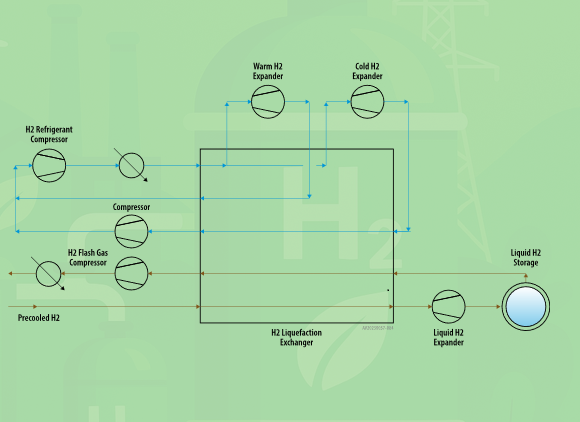 Warm H2
Expander
Cold H2
Expander
H2 Refrigerant
Compressor
Compressor
H2 Flash Gas
Compressor
Liquid H2
Storage
Precooled H2
H2 Liquefaction
Exchanger
Liquid H2
Expander
H2